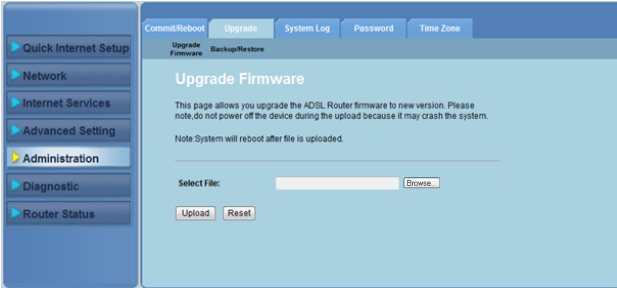 Commit/Reboot Upgrade System Log Password Time Zone
Upgrade Firmware Backup/Restore
Quick Internet Setup
Network
Internet Services
Advanced Setting
Administration
Diagnostic
Router Status
Upgrade Firmware
This page allows you upgrade the ADSL Router firmware to new version. Please
note,do not power off the device during the upload because it may crash the system.
Note:System will reboot after file is uploaded.
Select File: Browse...
Upload Reset